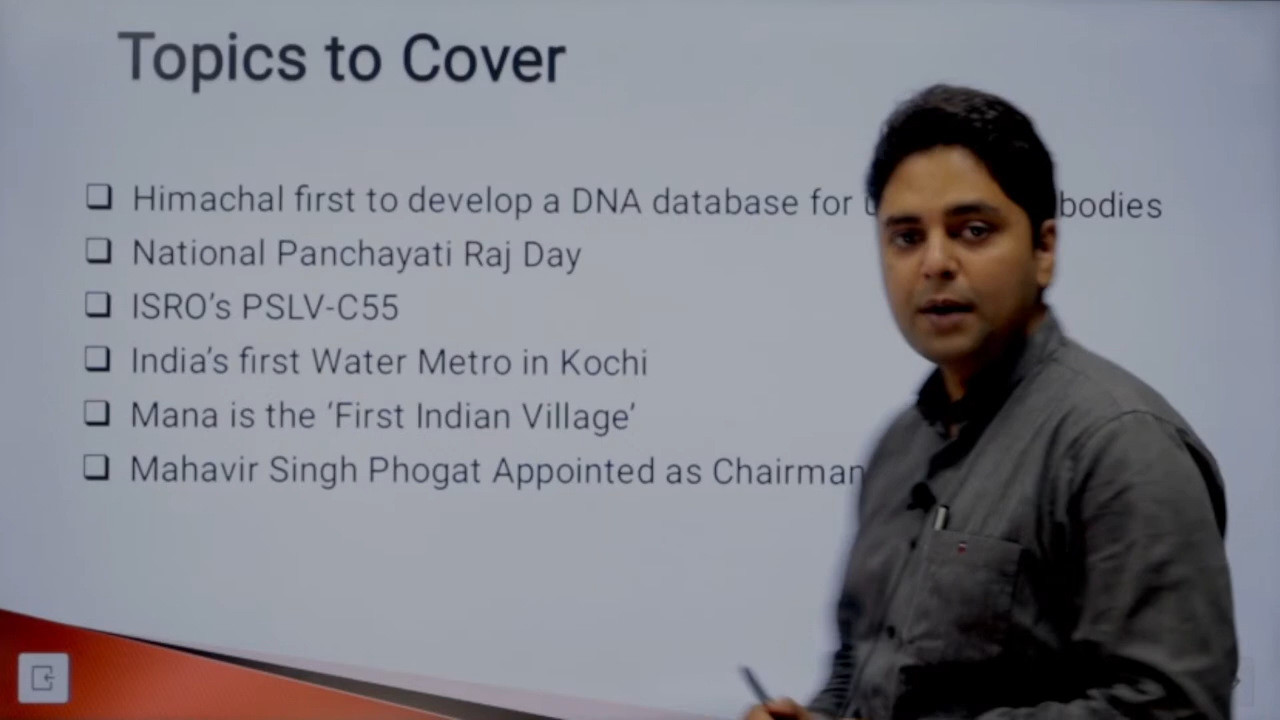 Topics to Cover
Himachal first to develop a DNA database for bodies
National Panchayati Raj Day
ISRO’s PSLV-C55
India’s first Water Metro in Kochi
Mana is the ‘First Indian Village’
Mahavir Singh Phogat Appointed as Chairman